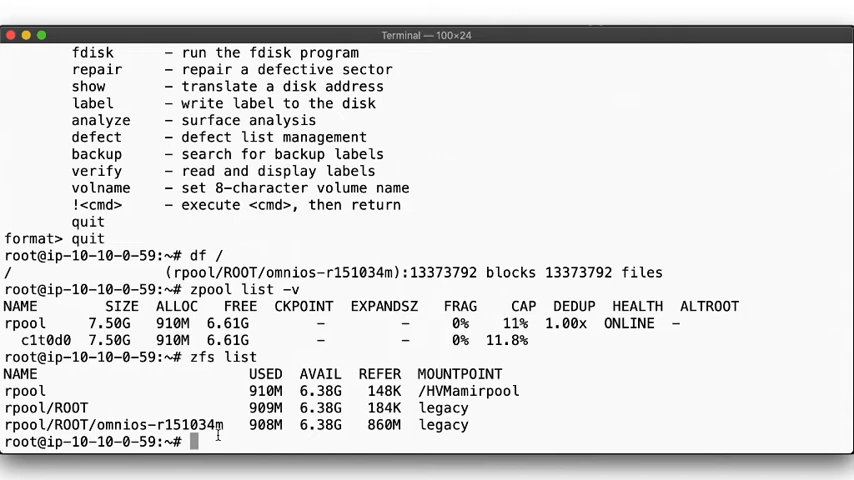 Terminal — 100×24
fdisk      – run the fdisk program
repair     – repair a defective sector
show       – translate a disk address
label      – write label to the disk
analyze    – surface analysis
defect     – defect list management
backup     – search for backup labels
verify     – read and display labels
volname    – set 8-character volume name
!<cmd>     – execute <cmd>, then return
quit
format> quit
root@ip-10-10-0-59:~# df /
/                  (rpool/ROOT/omnios-r151034m):13373792 blocks 13373792 files
root@ip-10-10-0-59:~# zpool list -v
NAME        SIZE  ALLOC   FREE  CKPOINT  EXPANDSZ   FRAG    CAP  DEDUP  HEALTH  ALTROOT
rpool      7.50G   910M  6.61G        –         –     0%    11%  1.00x  ONLINE  –
  c1t0d0   7.50G   910M  6.61G        –         –     0%  11.8%
root@ip-10-10-0-59:~# zfs list
NAME                         USED  AVAIL  REFER  MOUNTPOINT
rpool                        910M  6.38G   148K  /HVMamirpool
rpool/ROOT                   909M  6.38G   184K  legacy
rpool/ROOT/omnios-r151034m   908M  6.38G   860M  legacy
root@ip-10-10-0-59:~#